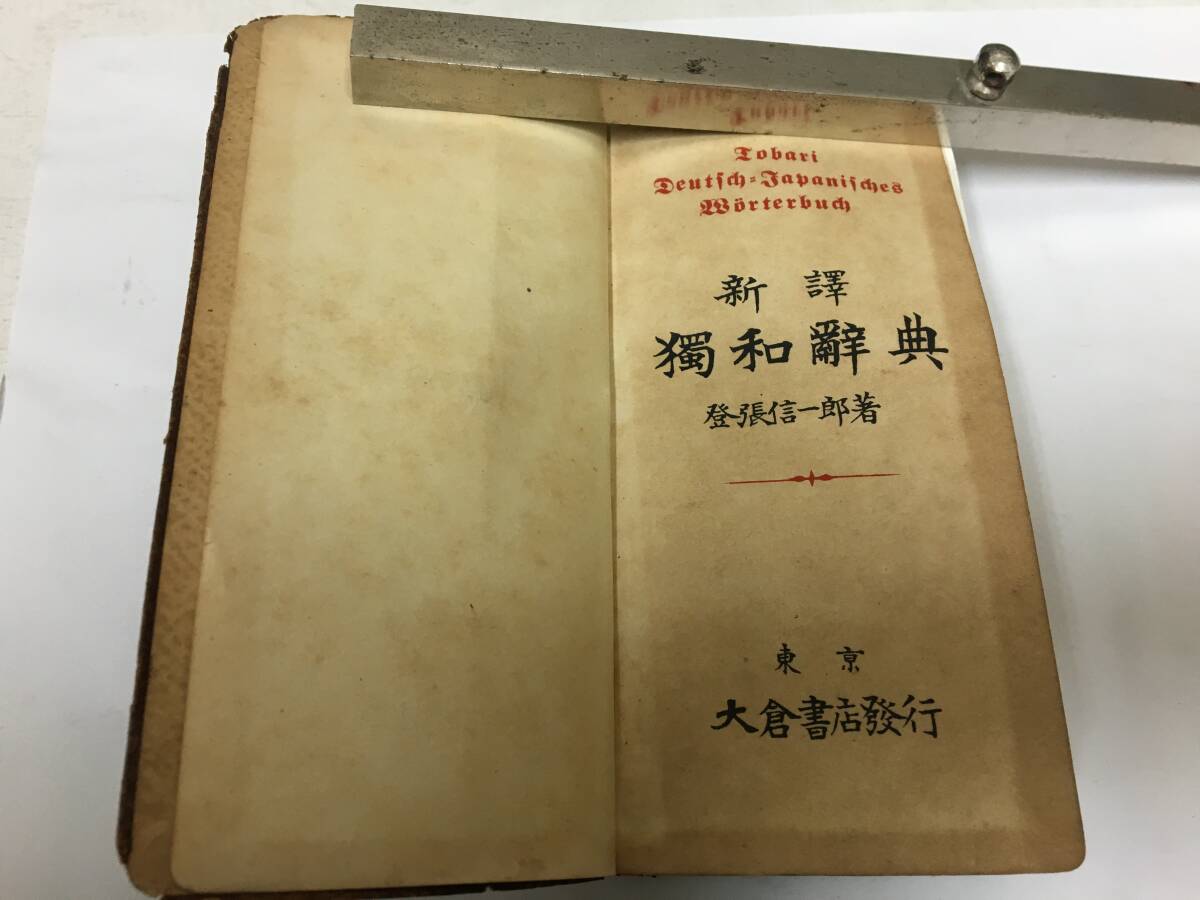 Tobari
Deutsch=Japanisches
Wörterbuch
新譯
獨和辭典
登張信一郎著
東京
大倉書店發行